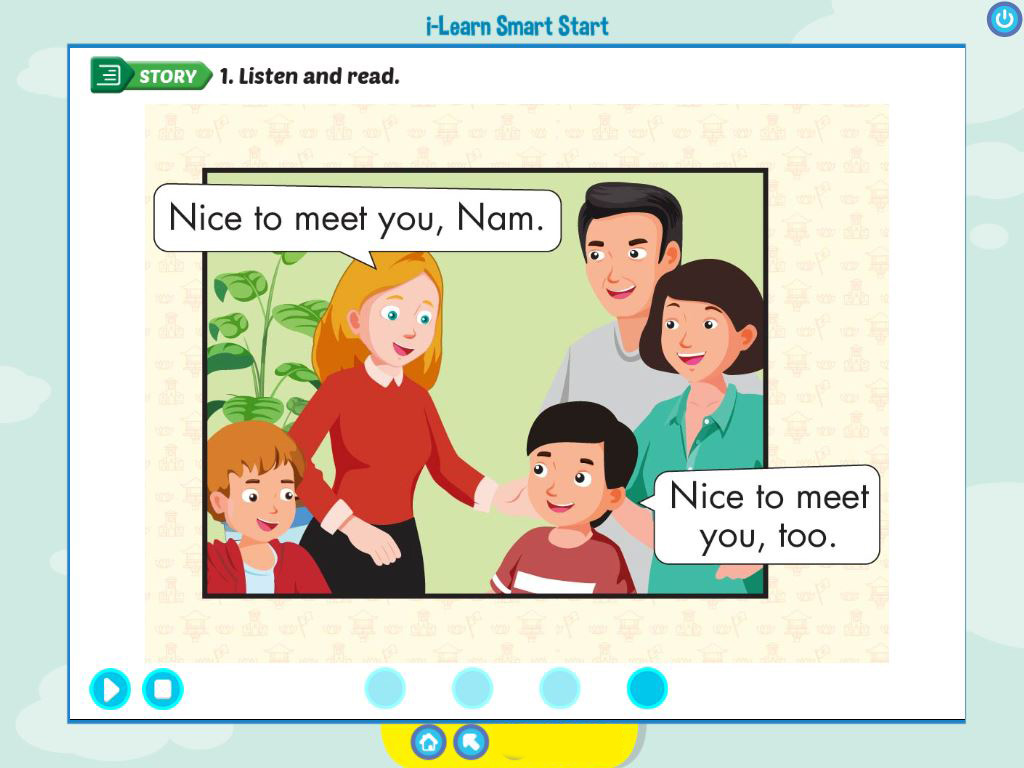 i-Learn Smart Start
STORY 1. Listen and read.
Nice to meet you, Nam.
Nice to meet
you, too.